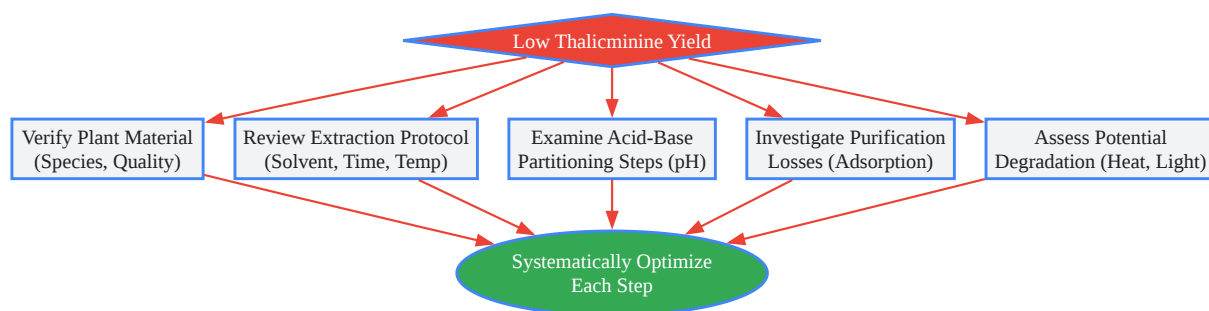 Low Thalicminine Yield
Verify Plant Material
(Species, Quality)
Review Extraction Protocol
(Solvent, Time, Temp)
Examine Acid-Base
Partitioning Steps (pH)
Investigate Purification
Losses (Adsorption)
Assess Potential
Degradation (Heat, Light)
Systematically Optimize
Each Step